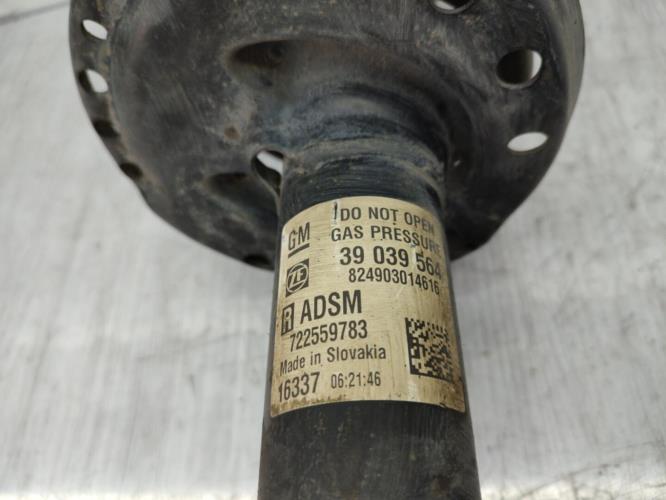 DO NOT OPEN
GM GAS PRESSURE
39 039 564
ZF 824903014616
R ADSM
722559783
Made in Slovakia
16337 06:21:46